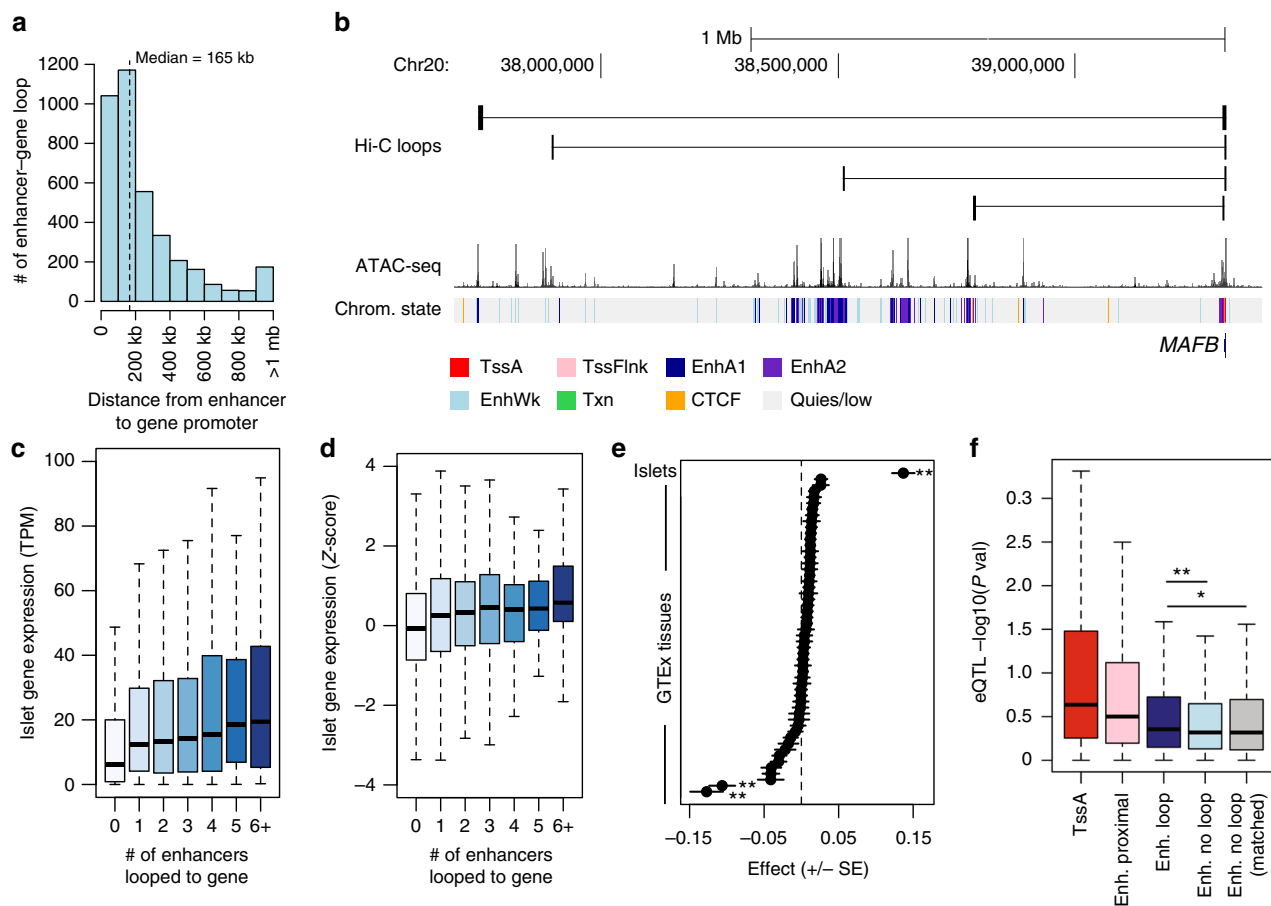 a
Median = 165 kb
# of enhancer–gene loop
1200
1000
800
600
400
200
0
0
200 kb
400 kb
600 kb
800 kb
>1 mb
Distance from enhancer
to gene promoter
b
1 Mb
Chr20:
38,000,000
38,500,000
39,000,000
Hi-C loops
ATAC-seq
Chrom. state
MAFB
TssA
TssFlnk
EnhA1
EnhA2
EnhWk
Txn
CTCF
Quies/low
c
Islet gene expression (TPM)
100
80
60
40
20
0
0
1
2
3
4
5
6+
# of enhancers
looped to gene
d
Islet gene expression (Z-score)
4
2
0
−2
−4
0
1
2
3
4
5
6+
# of enhancers
looped to gene
e
Islets
GTEx tissues
**
**
**
−0.15
−0.05
0.05
0.15
Effect (+/− SE)
f
eQTL −log10(P val)
0.3
2.5
2.0
1.5
1.0
0.5
0
**
*
TssA
Enh. proximal
Enh. loop
Enh. no loop
Enh. no loop
(matched)